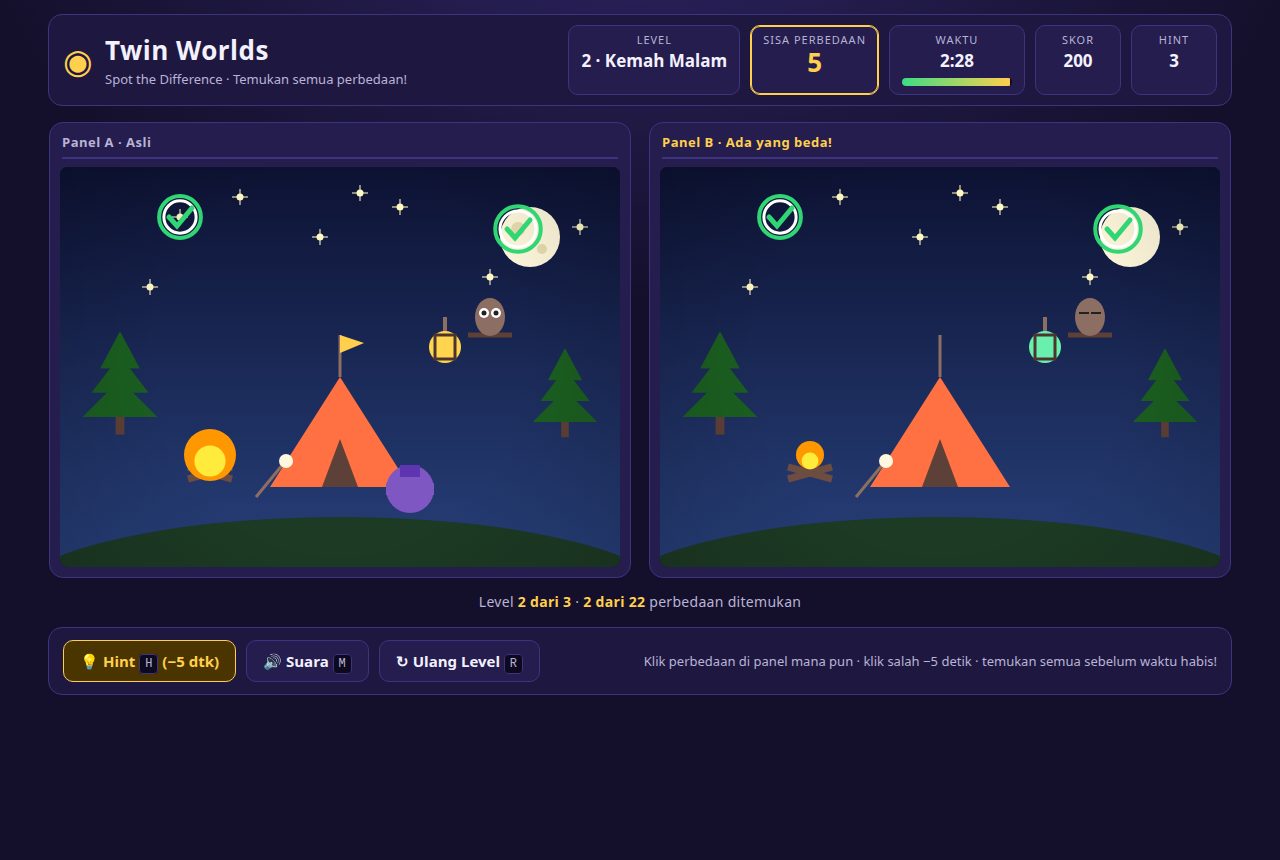 Twin Worlds
Spot the Difference · Temukan semua perbedaan!
LEVEL
2 · Kemah Malam
SISA PERBEDAAN
5
WAKTU
2:28
SKOR
200
HINT
3
Panel A · Asli
Panel B · Ada yang beda!
Level 2 dari 3 · 2 dari 22 perbedaan ditemukan
💡 Hint H (−5 dtk)
🔊 Suara M
↻ Ulang Level R
Klik perbedaan di panel mana pun · klik salah −5 detik · temukan semua sebelum waktu habis!